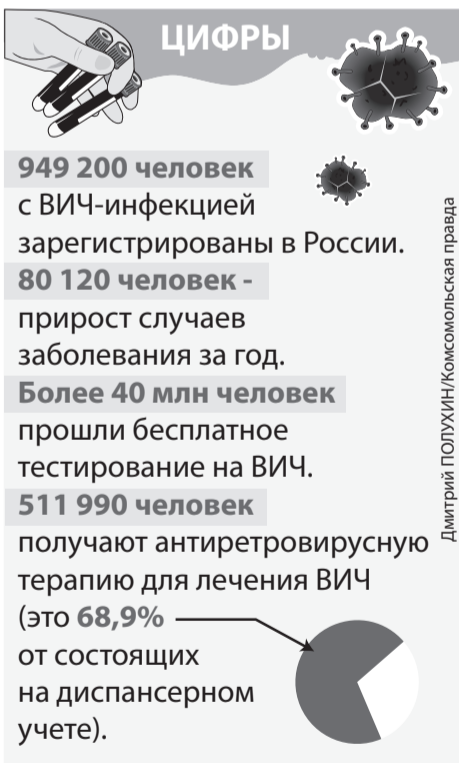 ЦИФРЫ
949 200 человек
с ВИЧ-инфекцией
зарегистрированы в России.
80 120 человек -
прирост случаев
заболевания за год.
Более 40 млн человек
прошли бесплатное
тестирование на ВИЧ.
511 990 человек
получают антиретровирусную
терапию для лечения ВИЧ
(это 68,9%
от состоящих
на диспансерном
учете).
Дмитрий ПОЛУХИН/Комсомольская правда